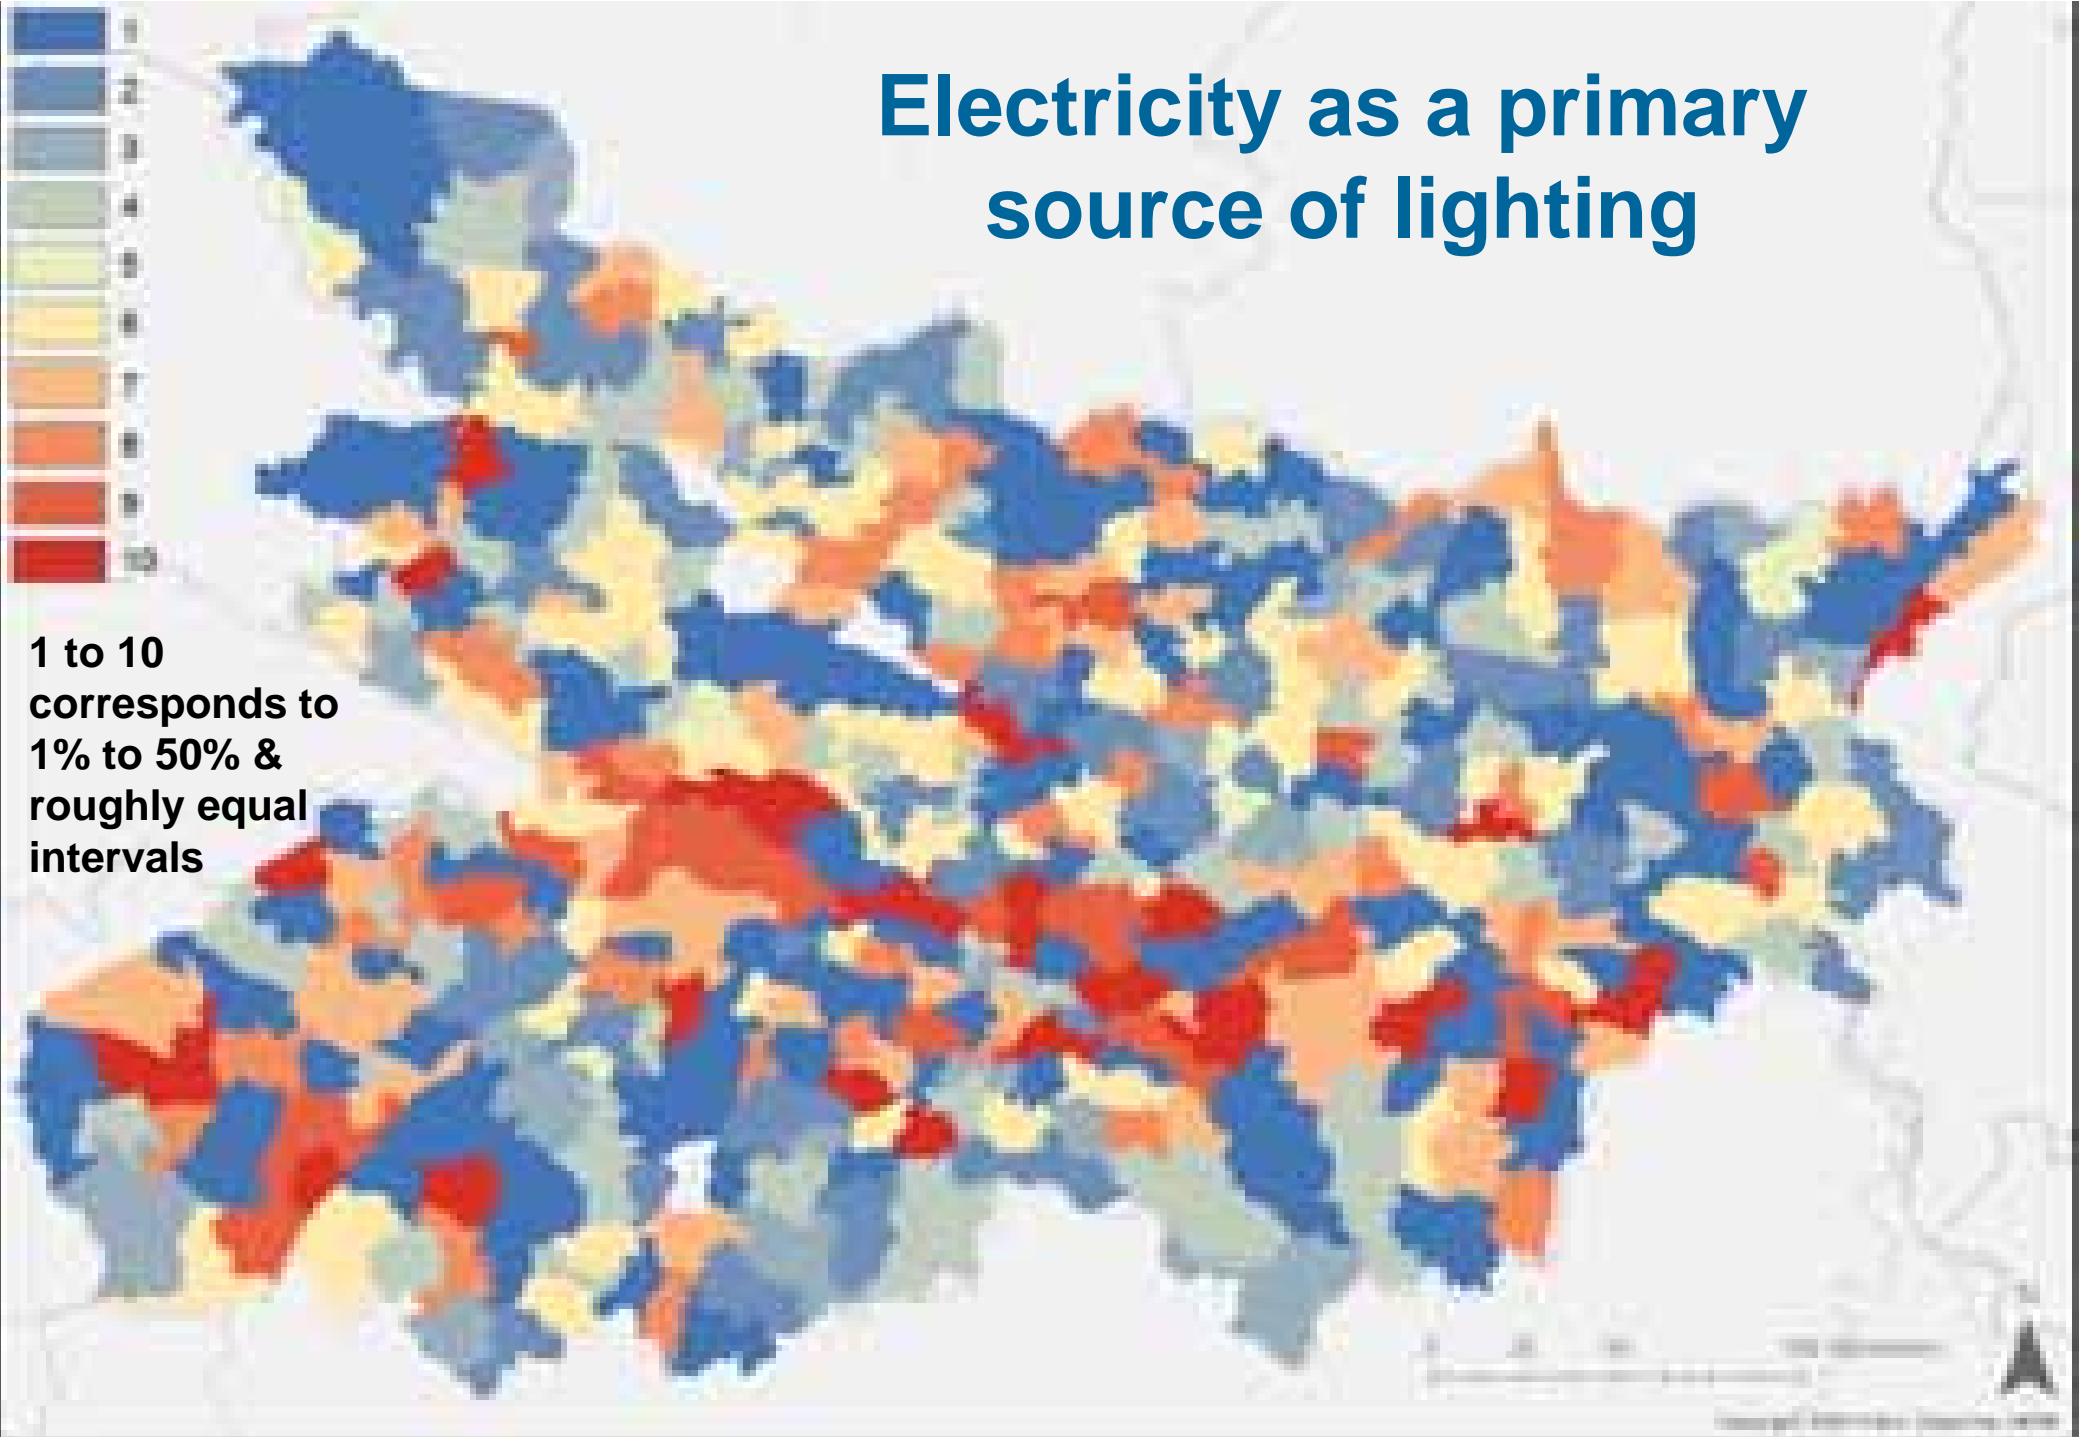 1
2
3
4
5
6
7
8
9
10
Electricity as a primary
source of lighting
1 to 10
corresponds to
1% to 50% &
roughly equal
intervals